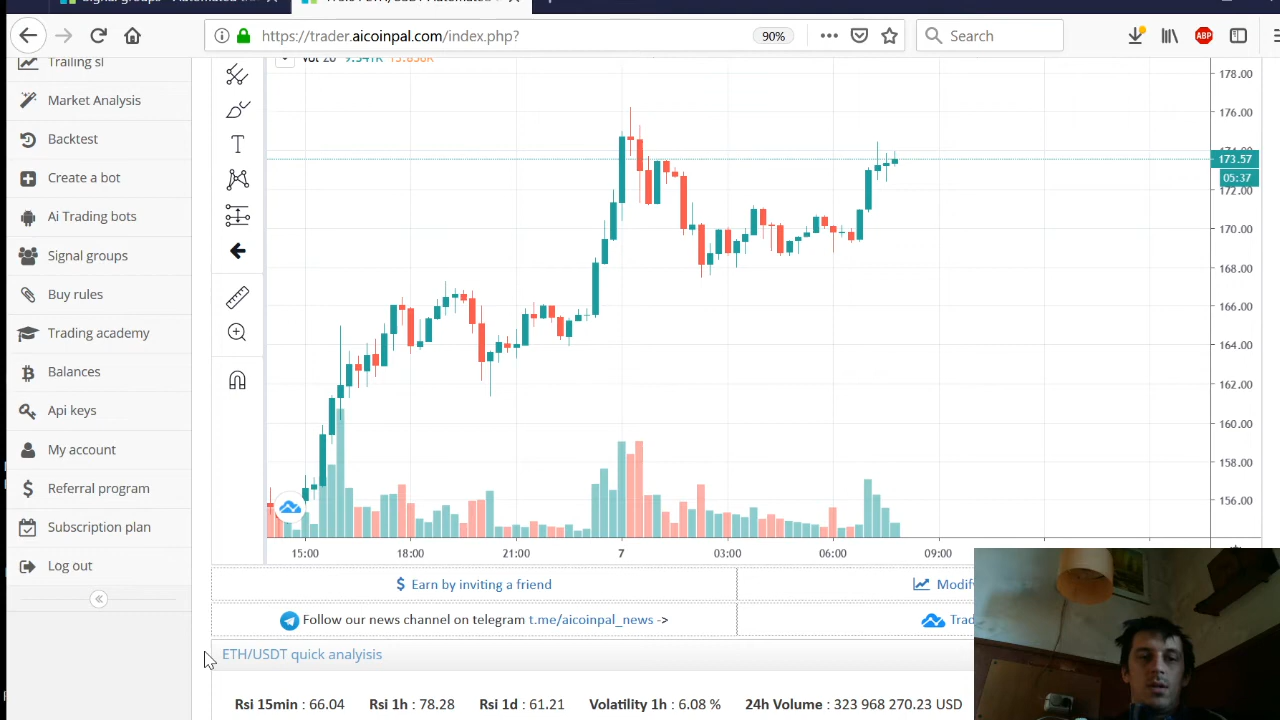 https://trader.aicoinpal.com/index.php?
90%
Search
ABP
Trailing sl
Market Analysis
Backtest
Create a bot
Ai Trading bots
Signal groups
Buy rules
Trading academy
Balances
Api keys
My account
Referral program
Subscription plan
Log out
178.00
176.00
173.57
05:37
172.00
170.00
168.00
166.00
164.00
162.00
160.00
158.00
156.00
15:00
18:00
21:00
7
03:00
06:00
09:00
Earn by inviting a friend
Follow our news channel on telegram t.me/aicoinpal_news ->
ETH/USDT quick analyisis
Rsi 15min : 66.04 Rsi 1h : 78.28 Rsi 1d : 61.21 Volatility 1h : 6.08 % 24h Volume : 323 968 270.23 USD